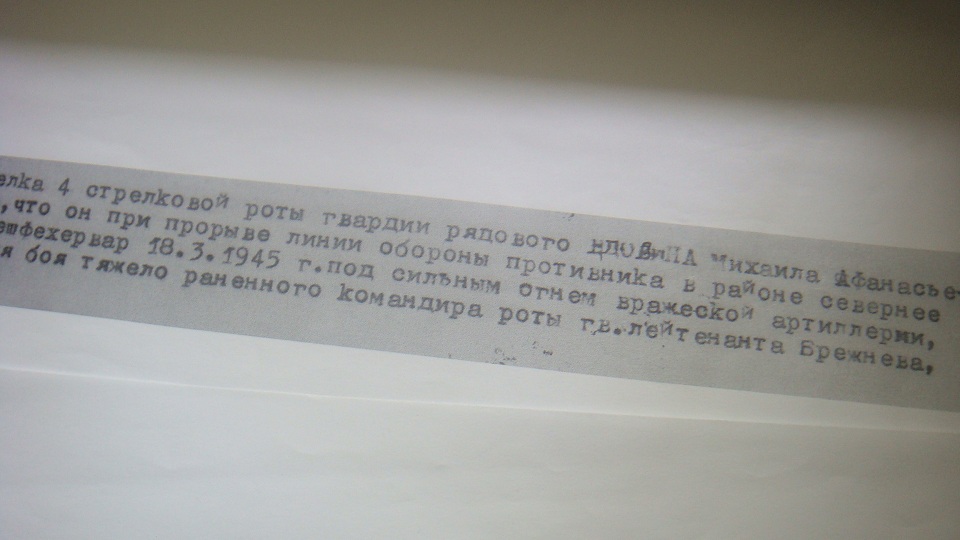 елка 4 стрелковой роты гвардии рядового Михаила Афанасье-
,что он при прорыве линии обороны противника в районе севернее
ешфехервар 18.3.1945 г.под сильным огнем вражеской артиллерии,
я боя тяжело раненного командира роты гв.лейтенанта Брежнева,